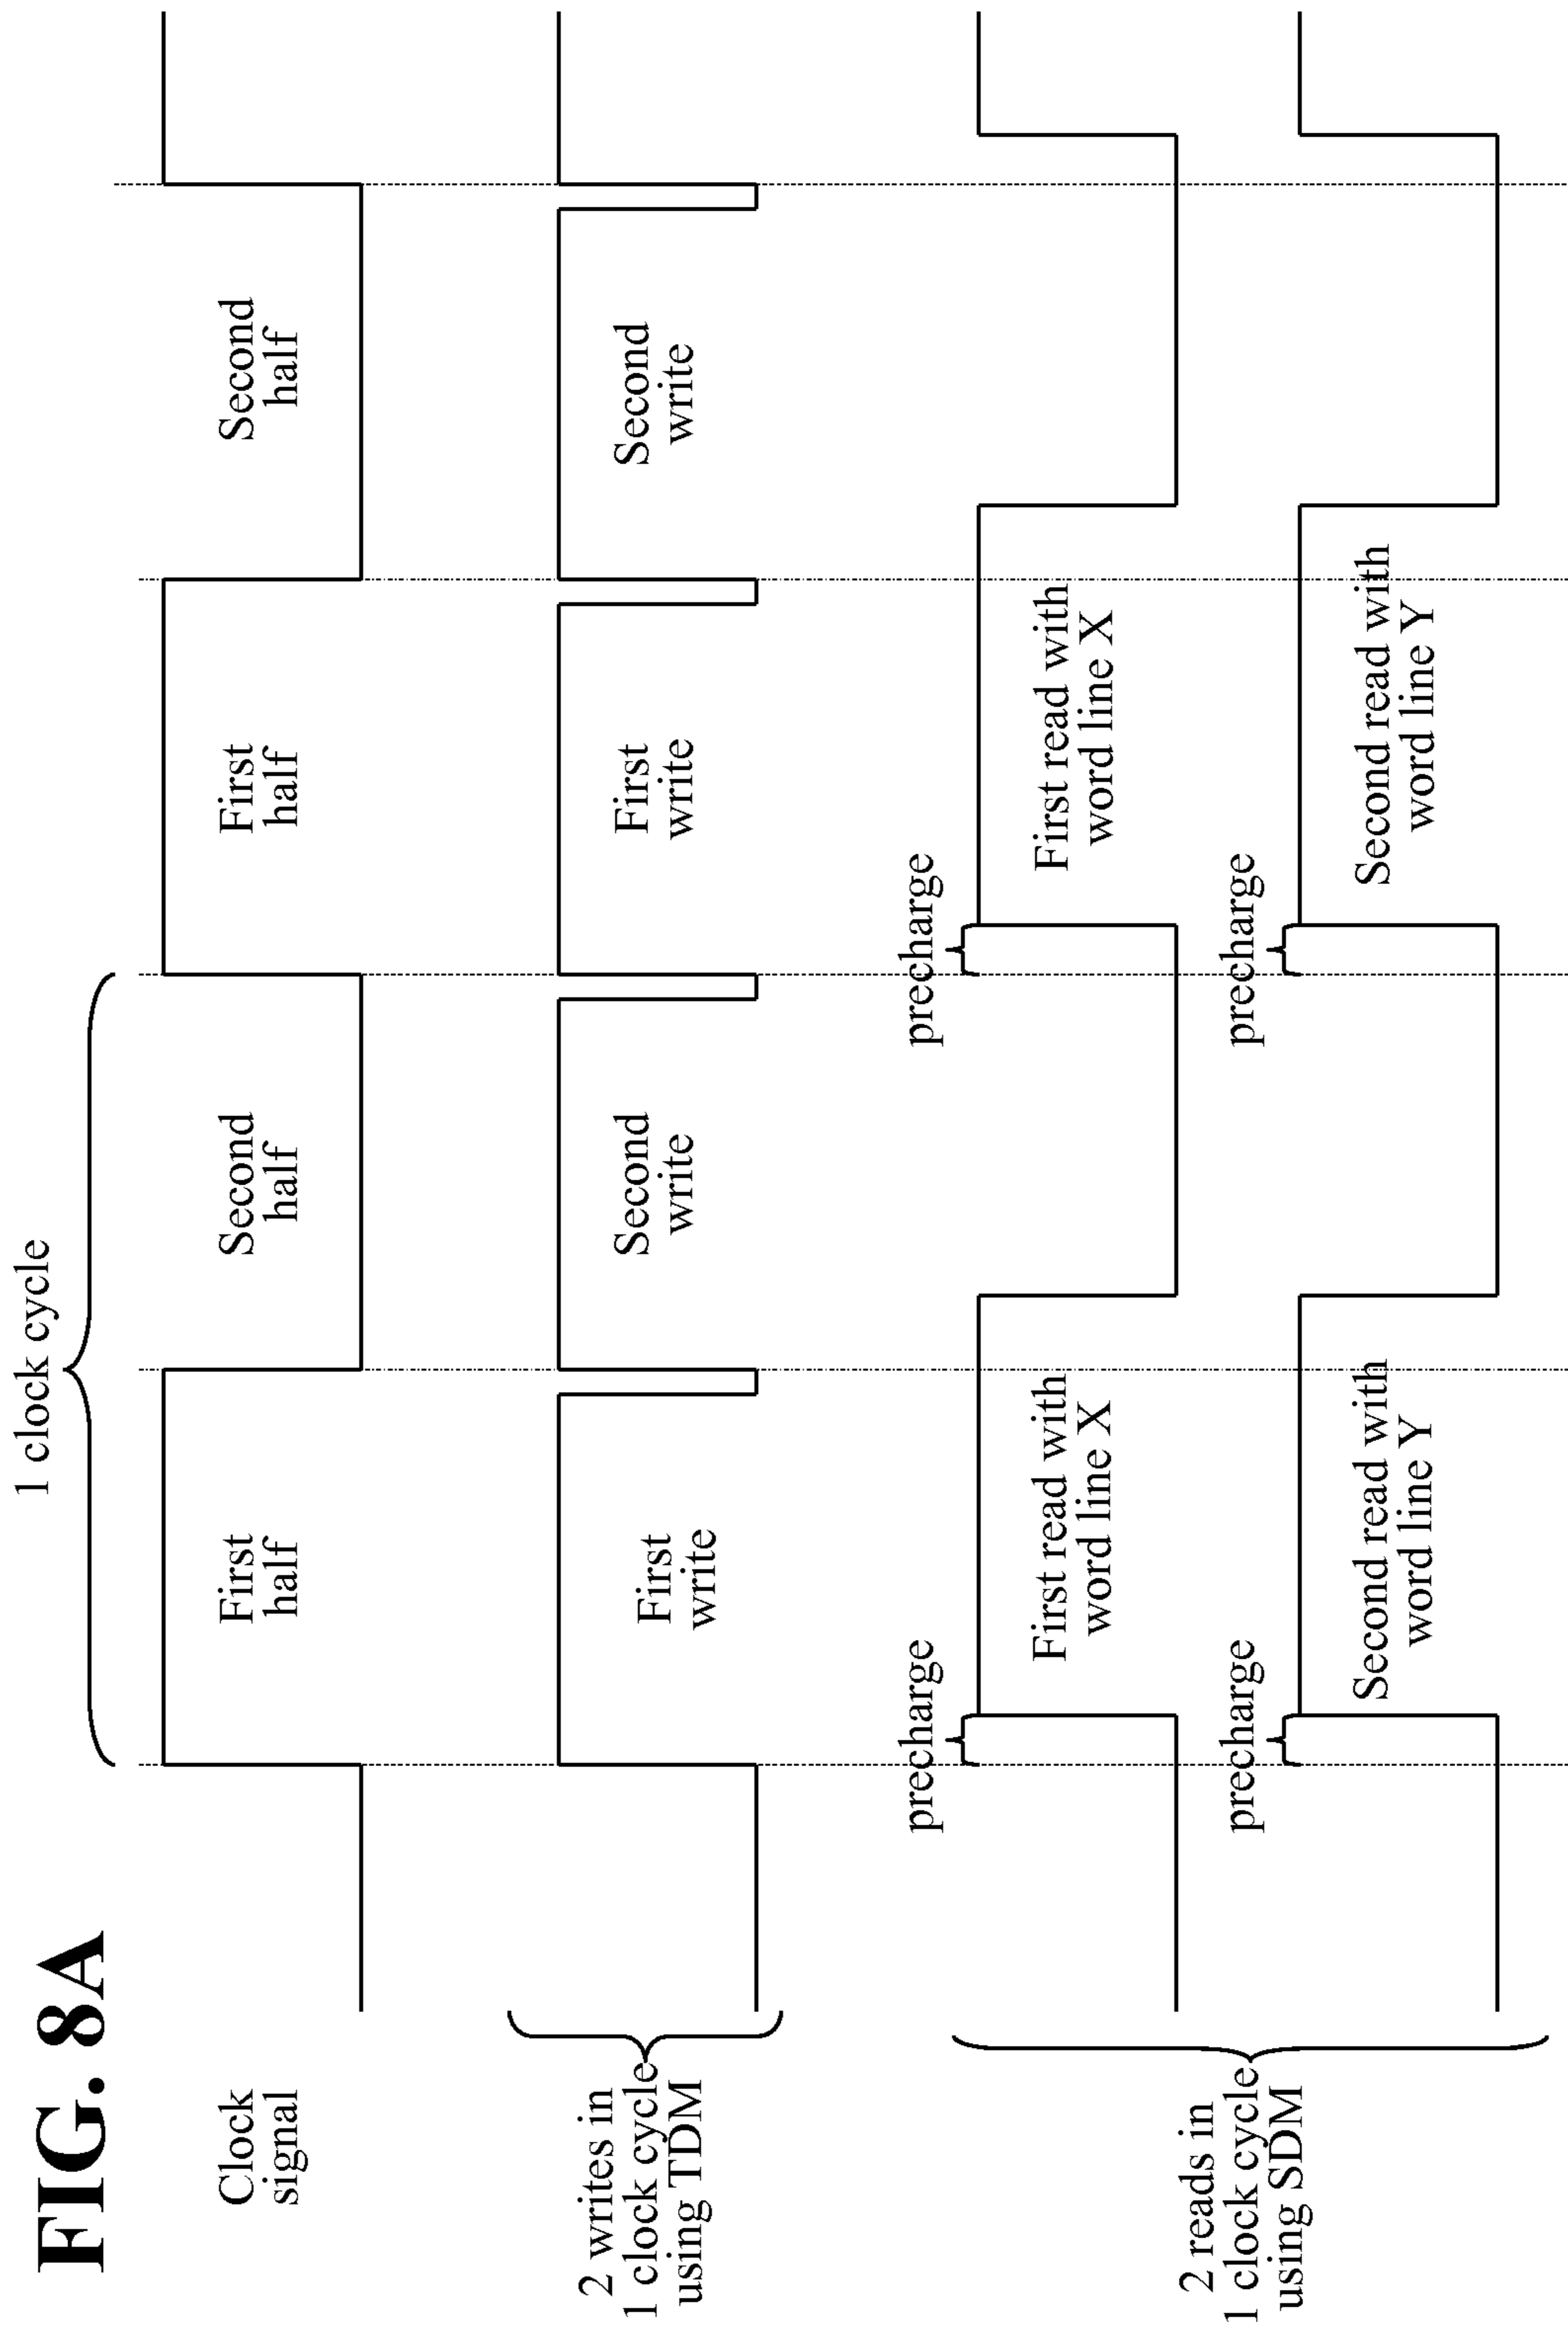 FIG. 8A
1 clock cycle
Clock
signal
First
half
Second
half
First
half
Second
half
2 writes in
1 clock cycle
using TDM
First
write
Second
write
First
write
Second
write
2 reads in
1 clock cycle
using SDM
precharge
First read with
word line X
precharge
First read with
word line X
precharge
Second read with
word line Y
precharge
Second read with
word line Y